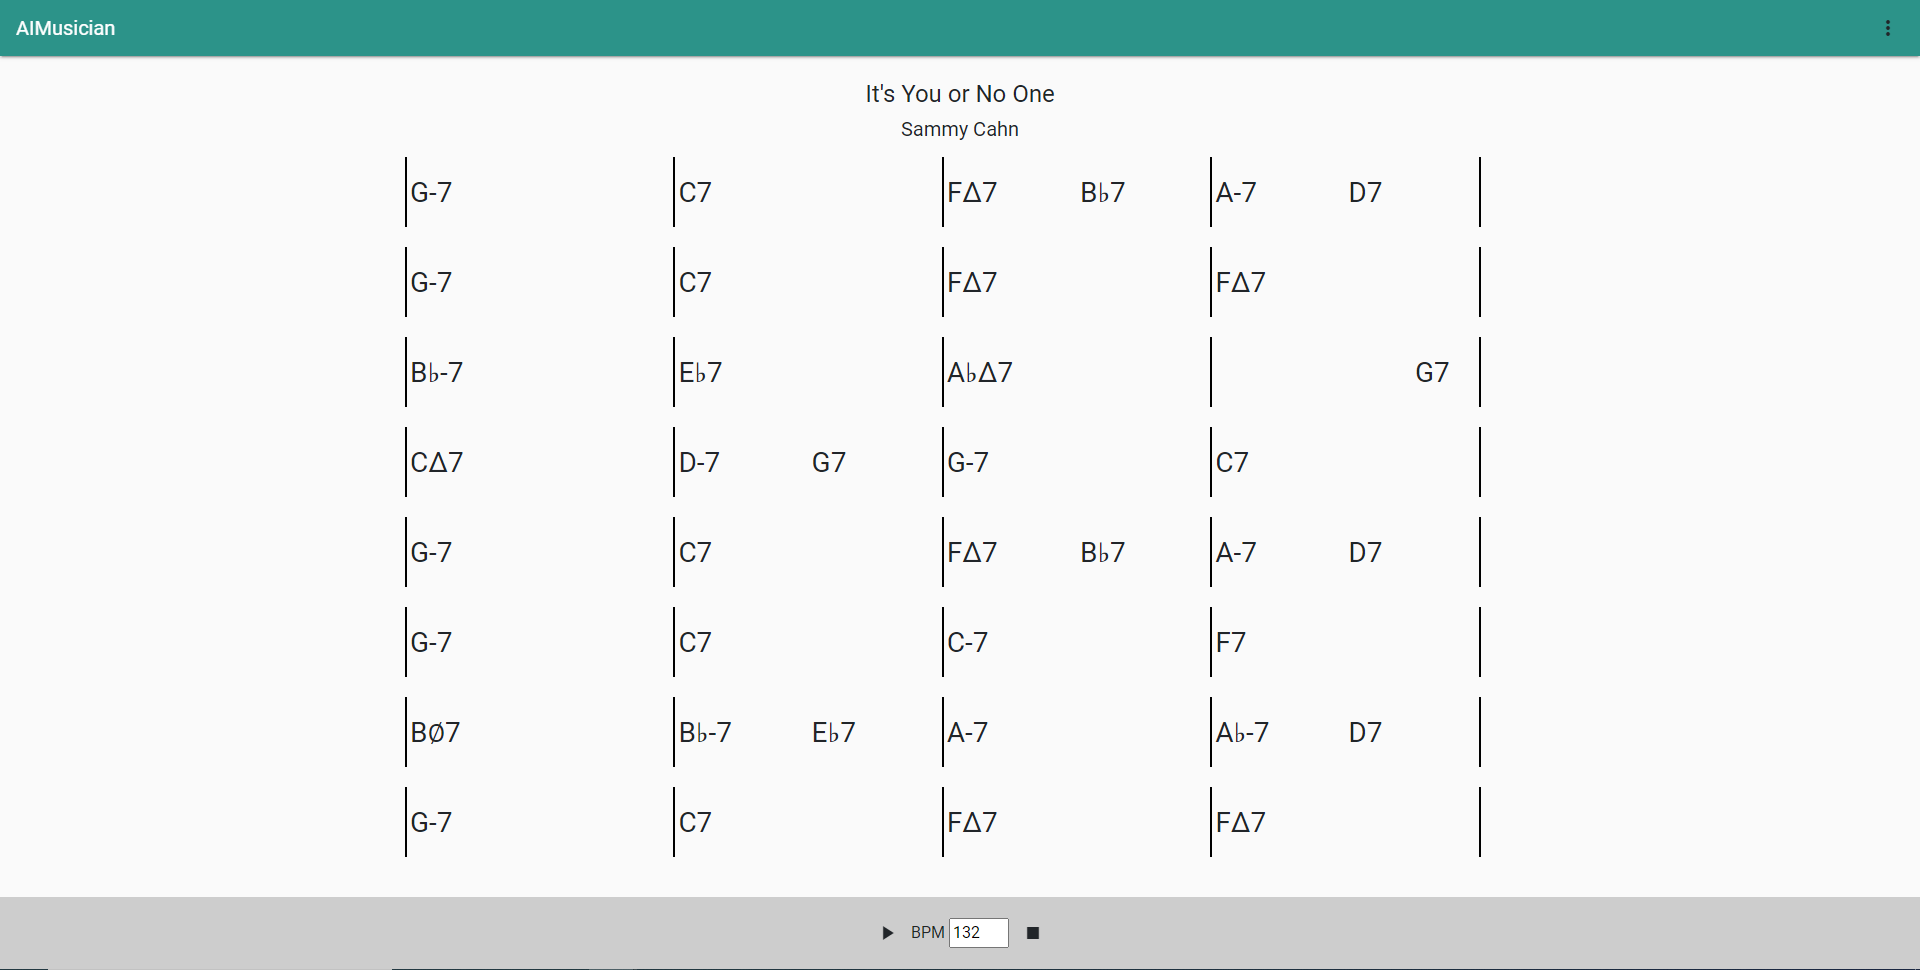 AIMusician
It's You or No One
Sammy Cahn
G-7 C7 FΔ7 B♭7 A-7 D7
G-7 C7 FΔ7 FΔ7
B♭-7 E♭7 A♭Δ7 G7
CΔ7 D-7 G7 G-7 C7
G-7 C7 FΔ7 B♭7 A-7 D7
G-7 C7 C-7 F7
B∅7 B♭-7 E♭7 A-7 A♭-7 D7
G-7 C7 FΔ7 FΔ7
BPM 132